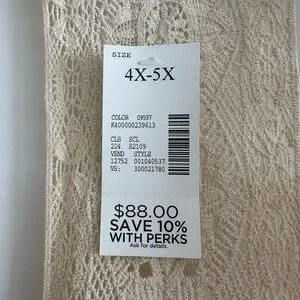 SIZE
4X-5X
COLOR 09597
K400000239613
CLS SCL
224 S2109
VEND STYLE
12752 001040537
VS: 300021780
$88.00
SAVE 10%
WITH PERKS
Ask for details.